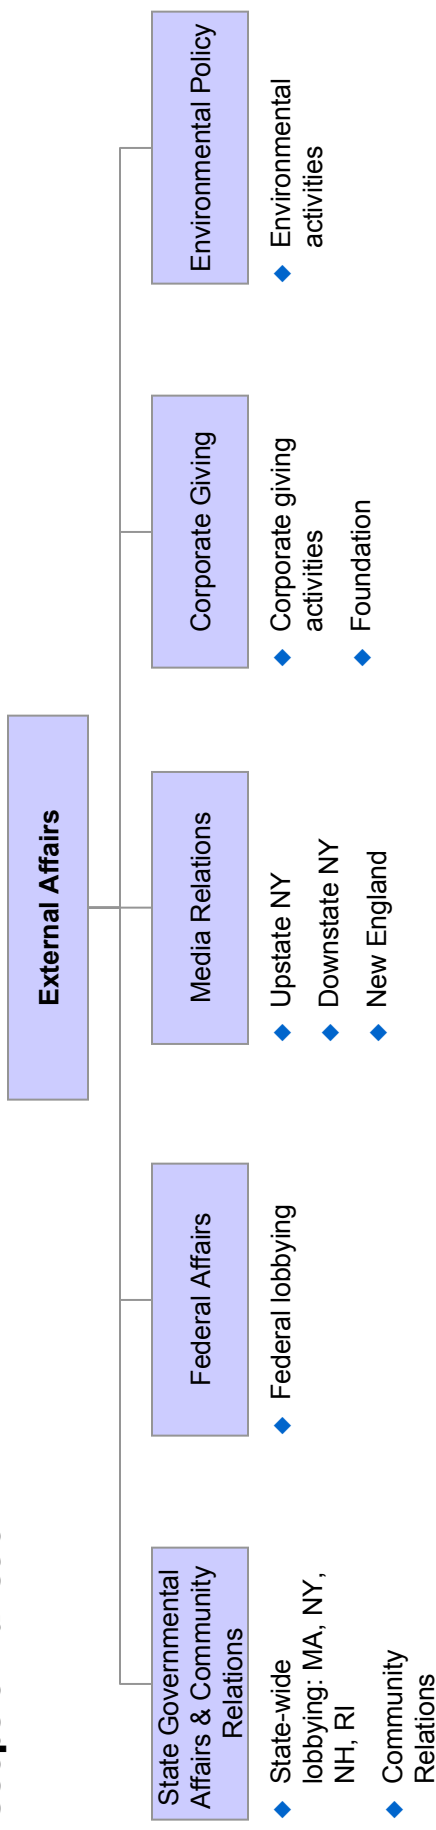 External Affairs
State Governmental
Affairs & Community
Relations
State-wide
lobbying: MA, NY,
NH, RI
Community
Relations
Federal Affairs
Federal lobbying
Media Relations
Upstate NY
Downstate NY
New England
Corporate Giving
Corporate giving
activities
Foundation
Environmental Policy
Environmental
activities